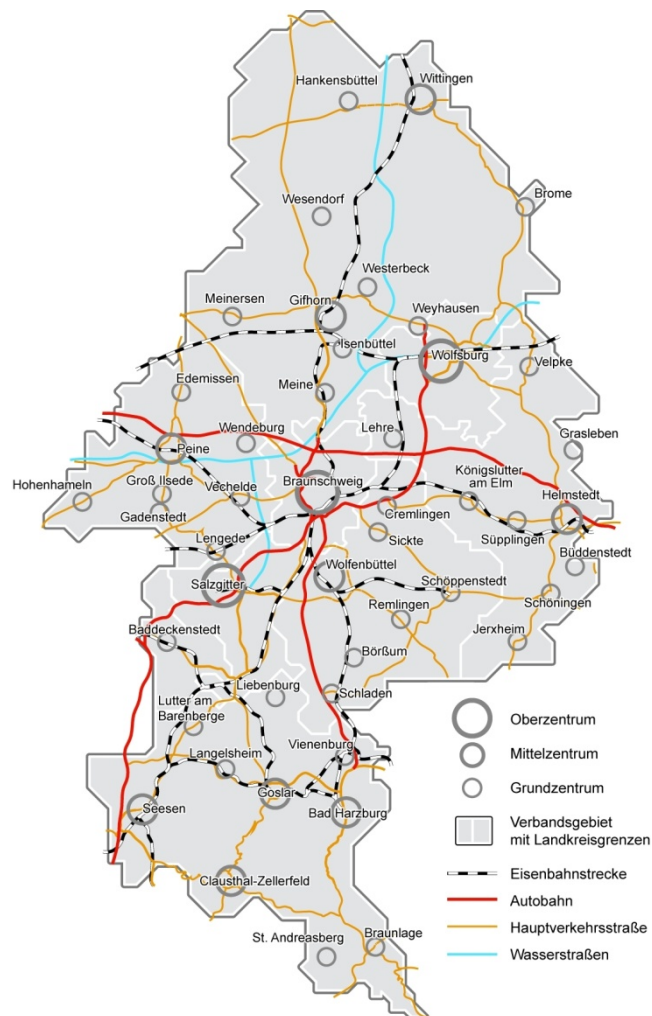 Wittingen
Hankensbüttel
Brome
Wesendorf
Westerbeck
Gifhorn
Meinersen
Weyhausen
Isenbüttel
Wolfsburg
Velpke
Edemissen
Meine
Wendeburg
Lehre
Grasleben
Peine
Königslutter
am Elm
Hohenhameln
Groß Ilsede
Vechelde
Braunschweig
Helmstedt
Cremlingen
Gadenstedt
Süpplingen
Sickte
Lengede
Büddenstedt
Wolfenbüttel
Salzgitter
Schöppenstedt
Schöningen
Remlingen
Baddeckenstedt
Jerxheim
Börßum
Liebenburg
Schladen
Lutter am
Barenberge
Vienenburg
Langelsheim
Goslar
Seesen
Bad Harzburg
Clausthal-Zellerfeld
Braunlage
St. Andreasberg
Oberzentrum
Mittelzentrum
Grundzentrum
Verbandsgebiet
mit Landkreisgrenzen
Eisenbahnstrecke
Autobahn
Hauptverkehrsstraße
Wasserstraßen